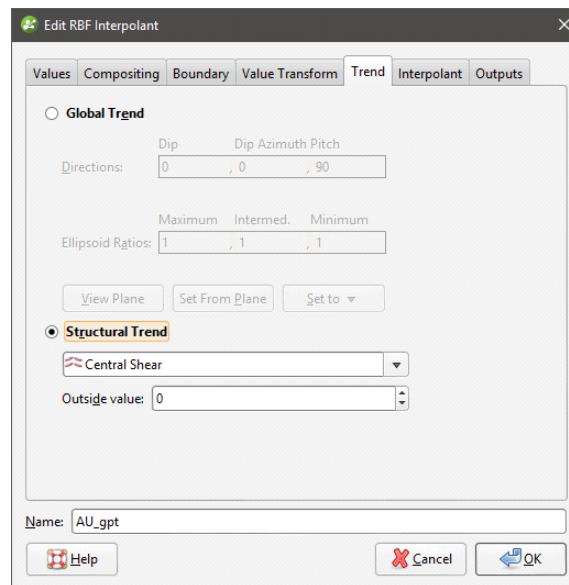 Edit RBF Interpolant
Values Compositing Boundary Value Transform Trend Interpolant Outputs
Global Trend
Dip Dip Azimuth Pitch
Directions: 0 , 0 , 90
Maximum Intermed. Minimum
Ellipsoid Ratios: 1 , 1 , 1
View Plane Set From Plane Set to
Structural Trend
Central Shear
Outside value: 0
Name: AU_gpt
Help Cancel OK